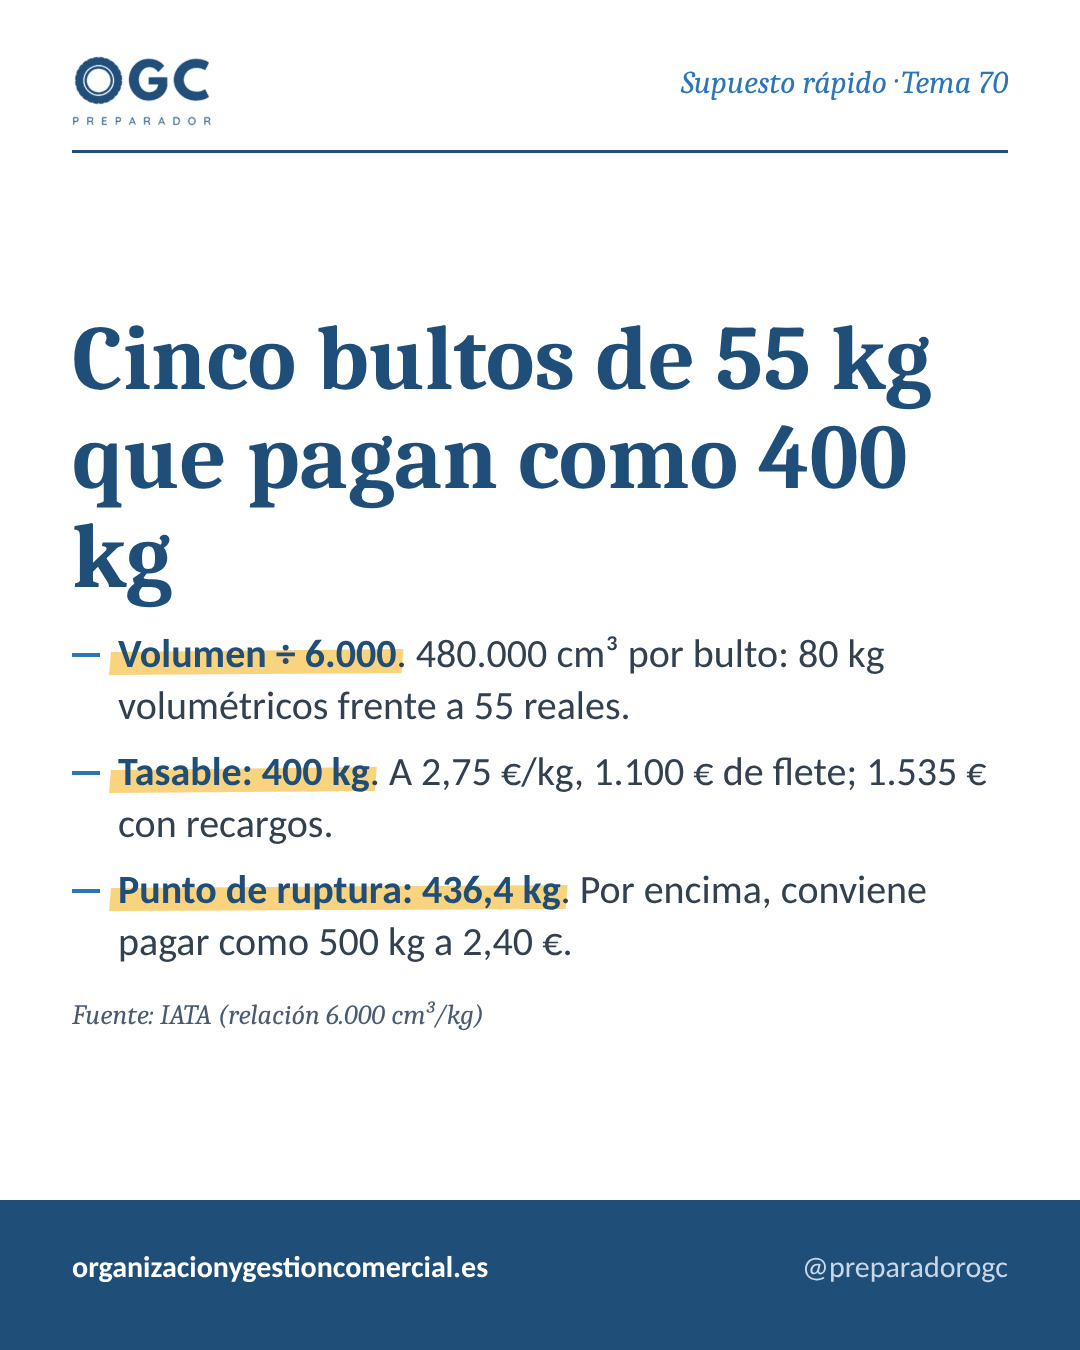 OGC
PREPARADOR
Supuesto rápido · Tema 70
Cinco bultos de 55 kg
que pagan como 400
kg
— Volumen ÷ 6.000. 480.000 cm³ por bulto: 80 kg
volumétricos frente a 55 reales.
— Tasable: 400 kg. A 2,75 €/kg, 1.100 € de flete; 1.535 €
con recargos.
— Punto de ruptura: 436,4 kg. Por encima, conviene
pagar como 500 kg a 2,40 €.
Fuente: IATA (relación 6.000 cm³/kg)
organizacionygestioncomercial.es
@preparadorogc